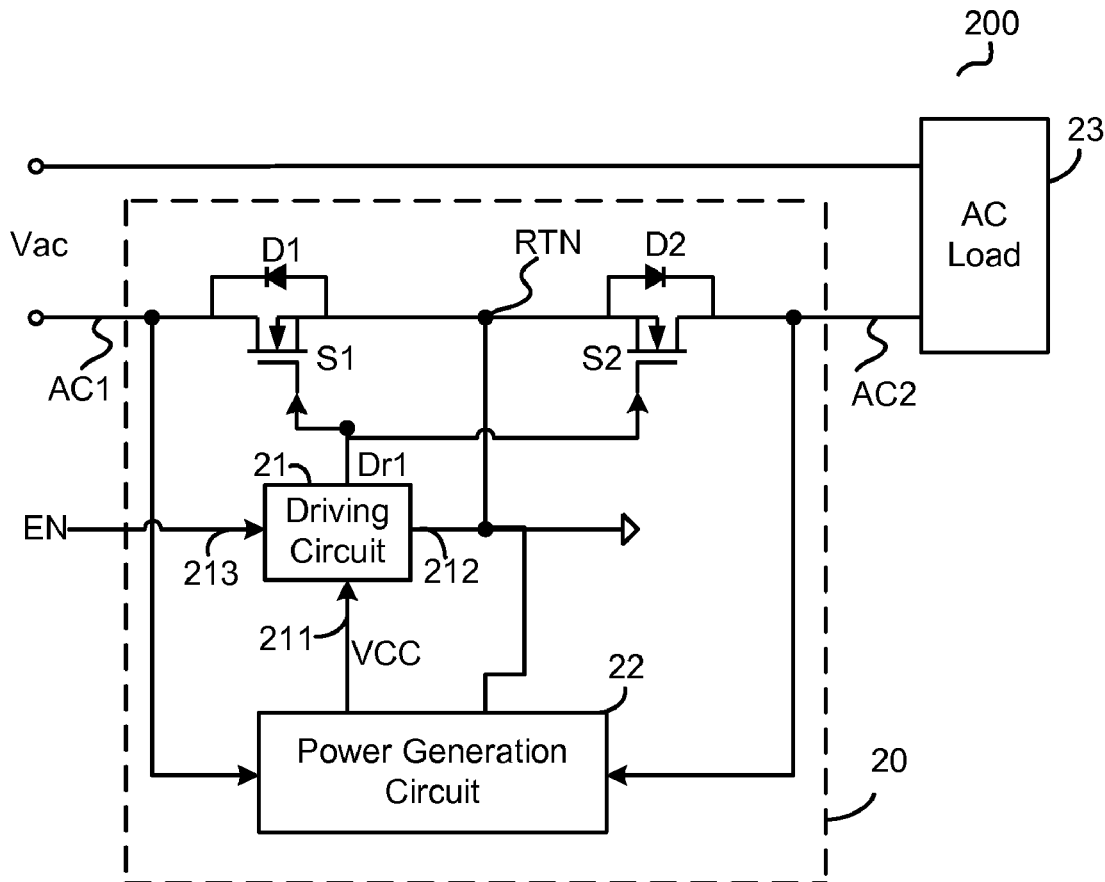 200
23
AC
Load
Vac
D1
RTN
D2
S1
S2
AC1
AC2
21
Dr1
EN
Driving
Circuit
213
212
211
VCC
22
Power Generation
Circuit
20